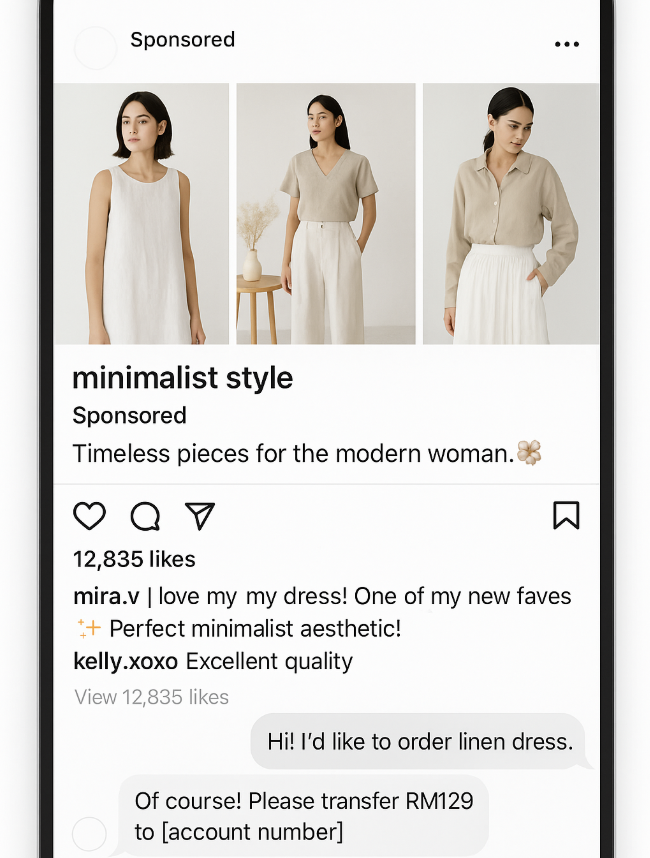 Sponsored
minimalist style
Sponsored
Timeless pieces for the modern woman.
12,835 likes
mira.v | love my my dress! One of my new faves
✨ Perfect minimalist aesthetic!
kelly.xoxo Excellent quality
View 12,835 likes
Hi! I’d like to order linen dress.
Of course! Please transfer RM129
to [account number]